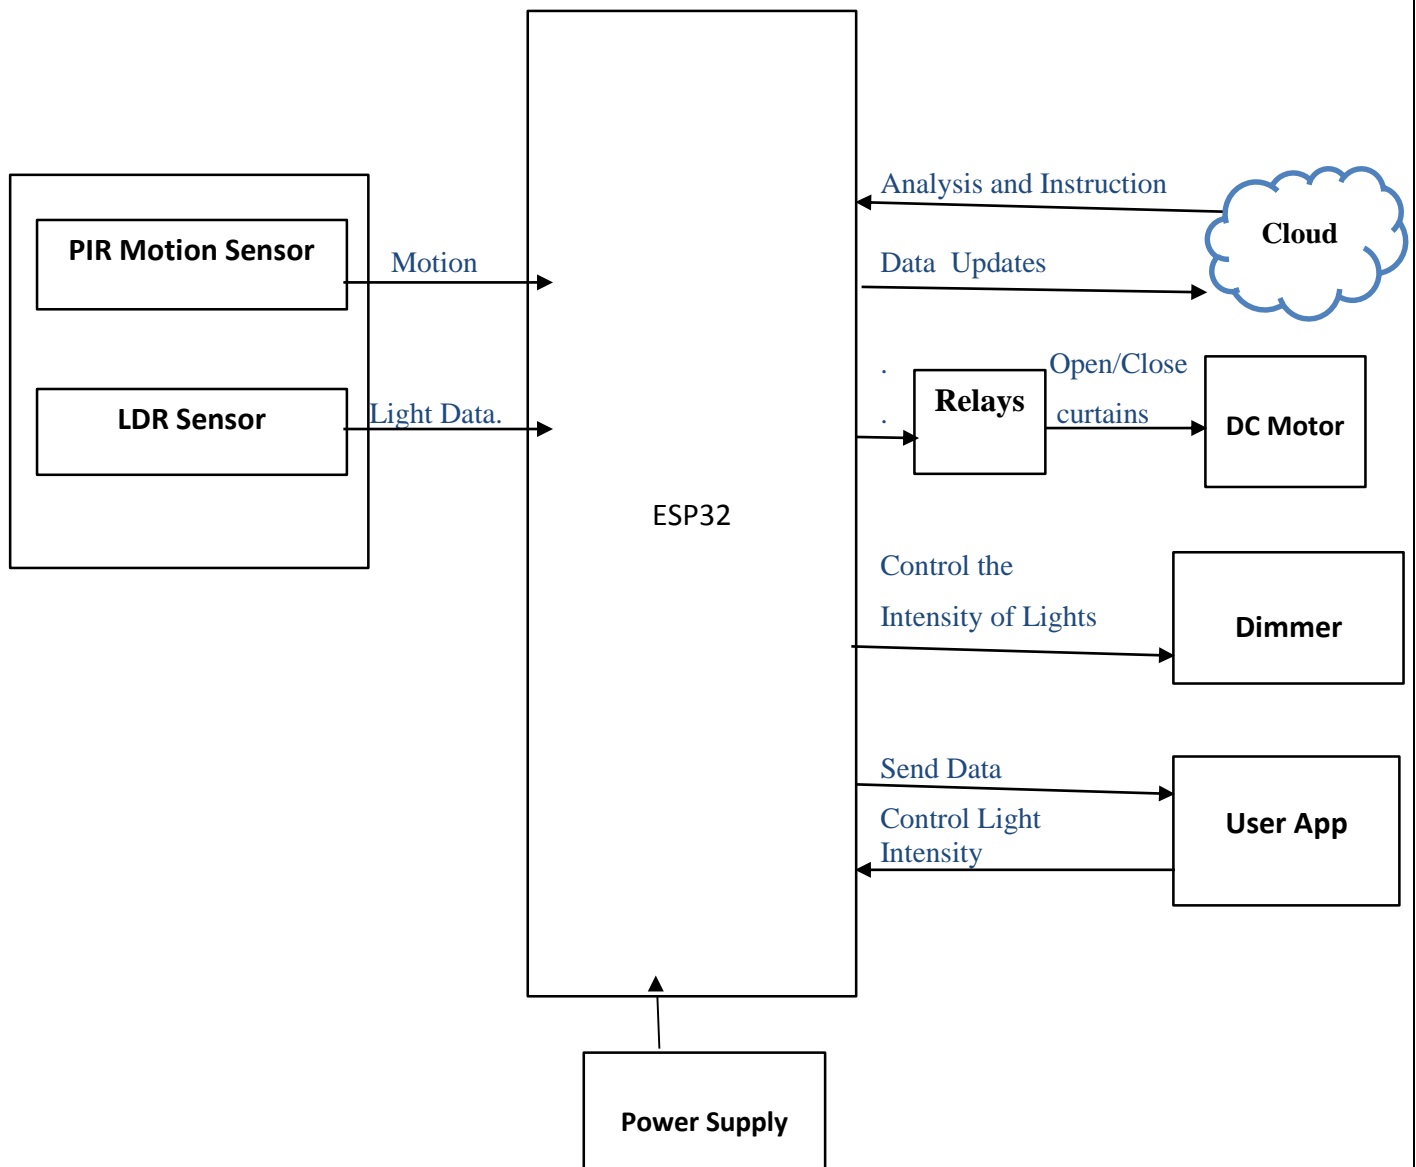 PIR Motion Sensor
Motion
LDR Sensor
Light Data.
ESP32
Analysis and Instruction
Data  Updates
Cloud
.
.
Relays
Open/Close
curtains
DC Motor
Control the
Intensity of Lights
Dimmer
Send Data
Control Light
Intensity
User App
Power Supply